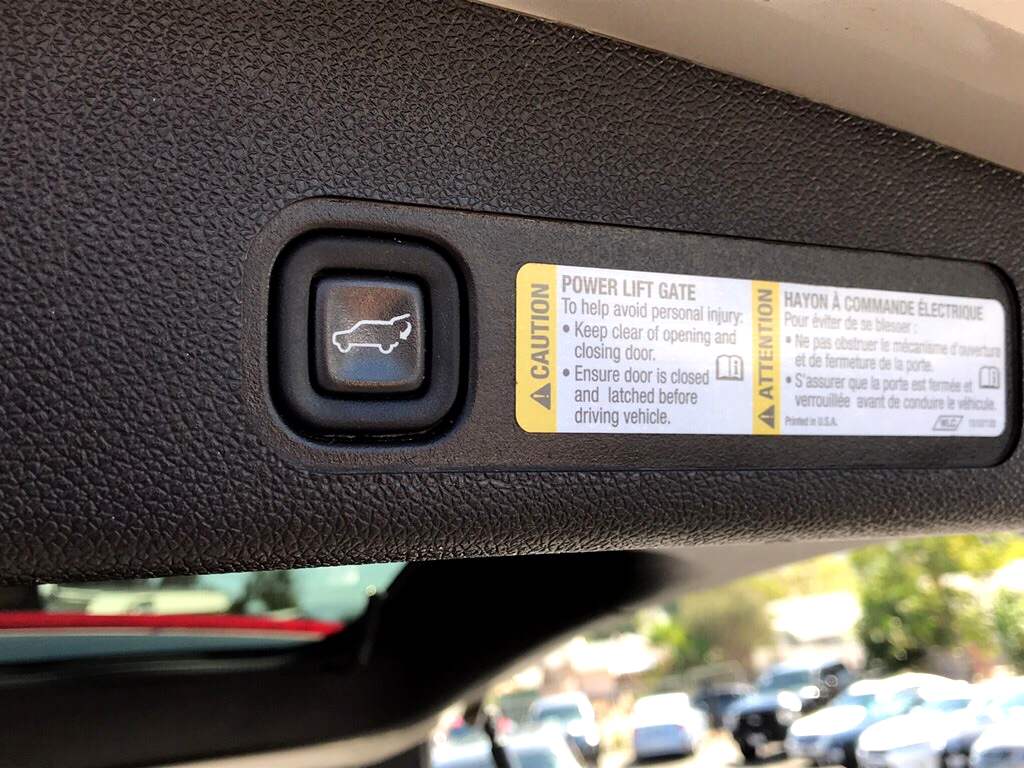 CAUTION
POWER LIFT GATE
To help avoid personal injury:
• Keep clear of opening and
closing door.
• Ensure door is closed
and latched before
driving vehicle.
ATTENTION
HAYON À COMMANDE ÉLECTRIQUE
Pour éviter de se blesser :
• Ne pas obstruer le mécanisme d'ouverture
et de fermeture de la porte.
• S'assurer que la porte est fermée et
verrouillée avant de conduire le véhicule.
Printed in U.S.A.
WLC